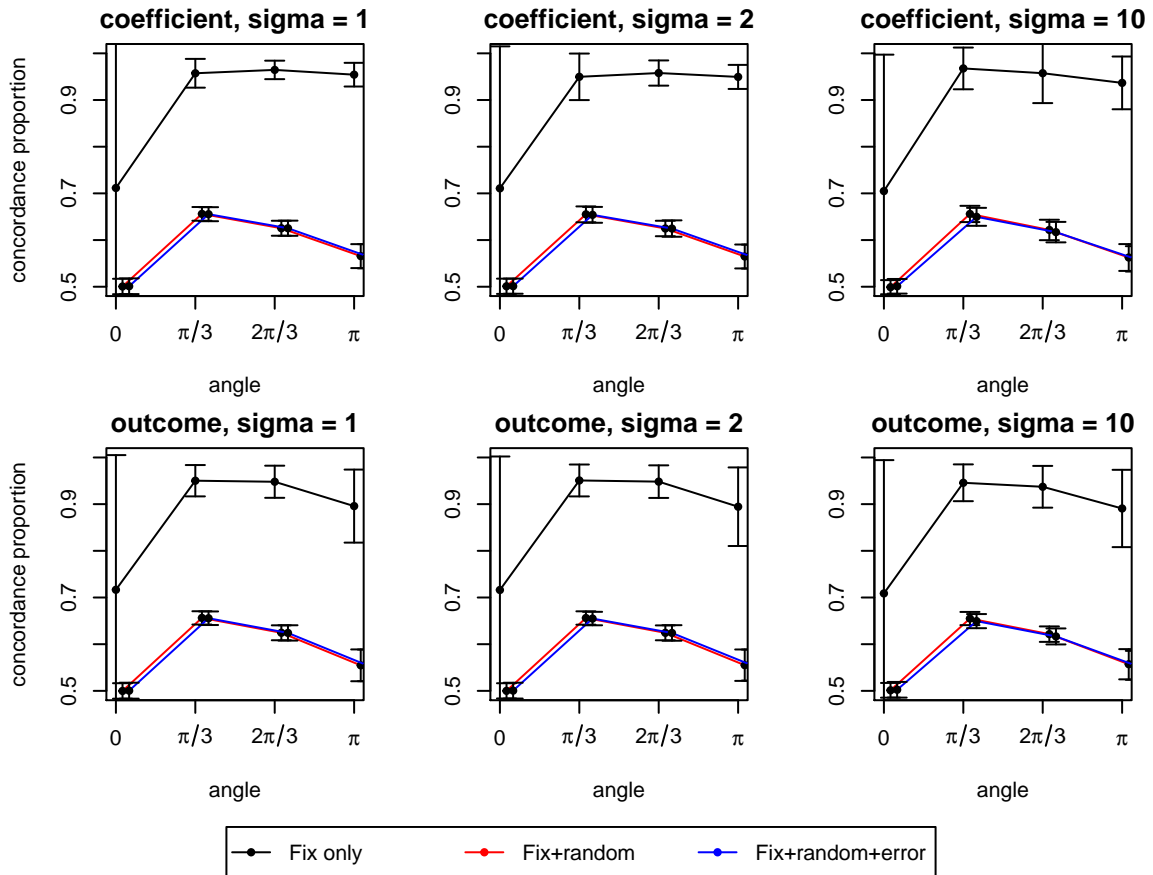 coefficient, sigma = 1
coefficient, sigma = 2
coefficient, sigma = 10
concordance proportion
0.9
0.7
0.5
0 π/3 2π/3 π
angle
0.9
0.7
0.5
0 π/3 2π/3 π
angle
0.9
0.7
0.5
0 π/3 2π/3 π
angle
outcome, sigma = 1
outcome, sigma = 2
outcome, sigma = 10
concordance proportion
0.9
0.7
0.5
0 π/3 2π/3 π
angle
0.9
0.7
0.5
0 π/3 2π/3 π
angle
0.9
0.7
0.5
0 π/3 2π/3 π
angle
Fix only Fix+random Fix+random+error